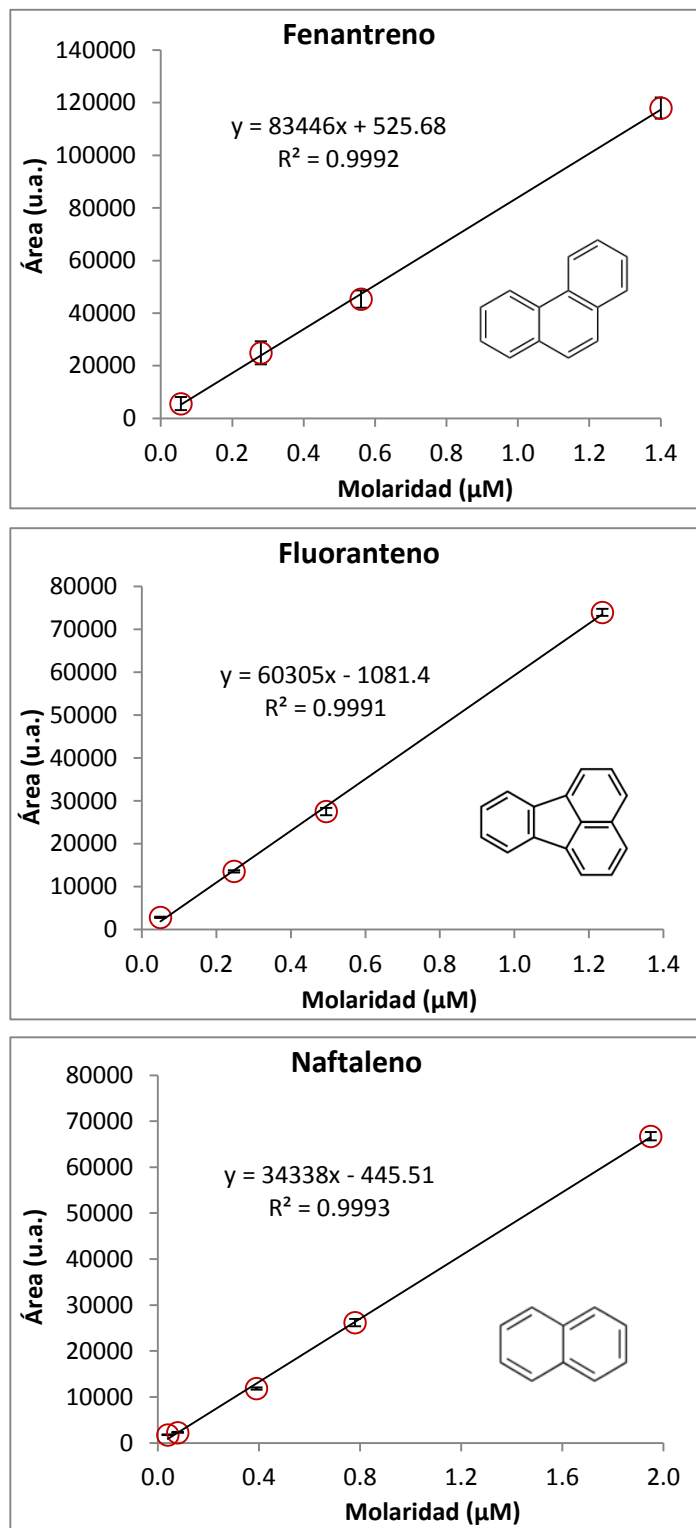 Fenantreno
140000
120000
100000
80000
60000
40000
20000
0
Área (u.a.)
y = 83446x + 525.68
R² = 0.9992
0.0 0.2 0.4 0.6 0.8 1.0 1.2 1.4
Molaridad (µM)
Fluoranteno
80000
70000
60000
50000
40000
30000
20000
10000
0
Área (u.a.)
y = 60305x - 1081.4
R² = 0.9991
0.0 0.2 0.4 0.6 0.8 1.0 1.2 1.4
Molaridad (µM)
Naftaleno
80000
70000
60000
50000
40000
30000
20000
10000
0
Área (u.a.)
y = 34338x - 445.51
R² = 0.9993
0.0 0.4 0.8 1.2 1.6 2.0
Molaridad (µM)